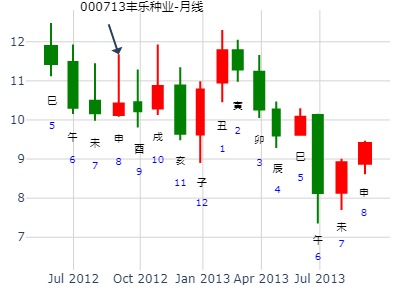 000713丰乐种业-月线
12
11
10
9
8
7
巳
5
午
6
未
7
申
8
酉
9
戌
10
亥
11
子
12
丑
1
寅
2
卯
3
辰
4
巳
5
午
6
未
7
申
8
Jul 2012
Oct 2012
Jan 2013
Apr 2013
Jul 2013